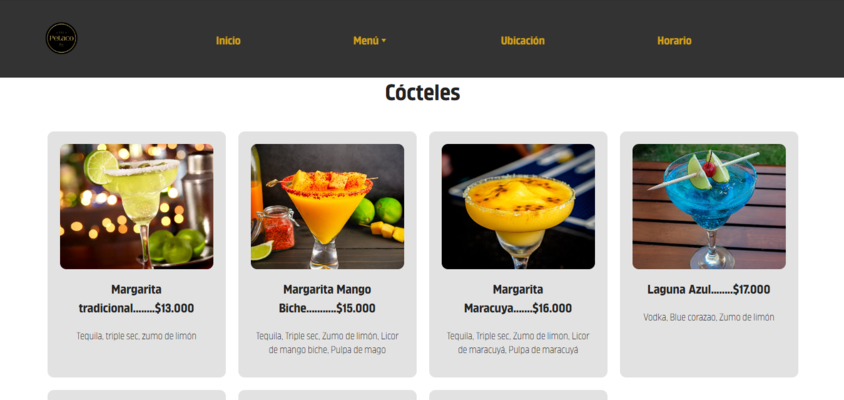 Petaco
Inicio
Menú
Ubicación
Horario
Cócteles
Margarita
tradicional........$13.000
Tequila, triple sec, zumo de limón
Margarita Mango
Biche...........$15.000
Tequila, Triple sec, Zumo de limón, Licor
de mango biche, Pulpa de mago
Margarita
Maracuya.......$16.000
Tequila, Triple sec, Zumo de limon, Licor
de maracuyá, Pulpa de maracuyá
Laguna Azul........$17.000
Vodka, Blue corazao, Zumo de limón